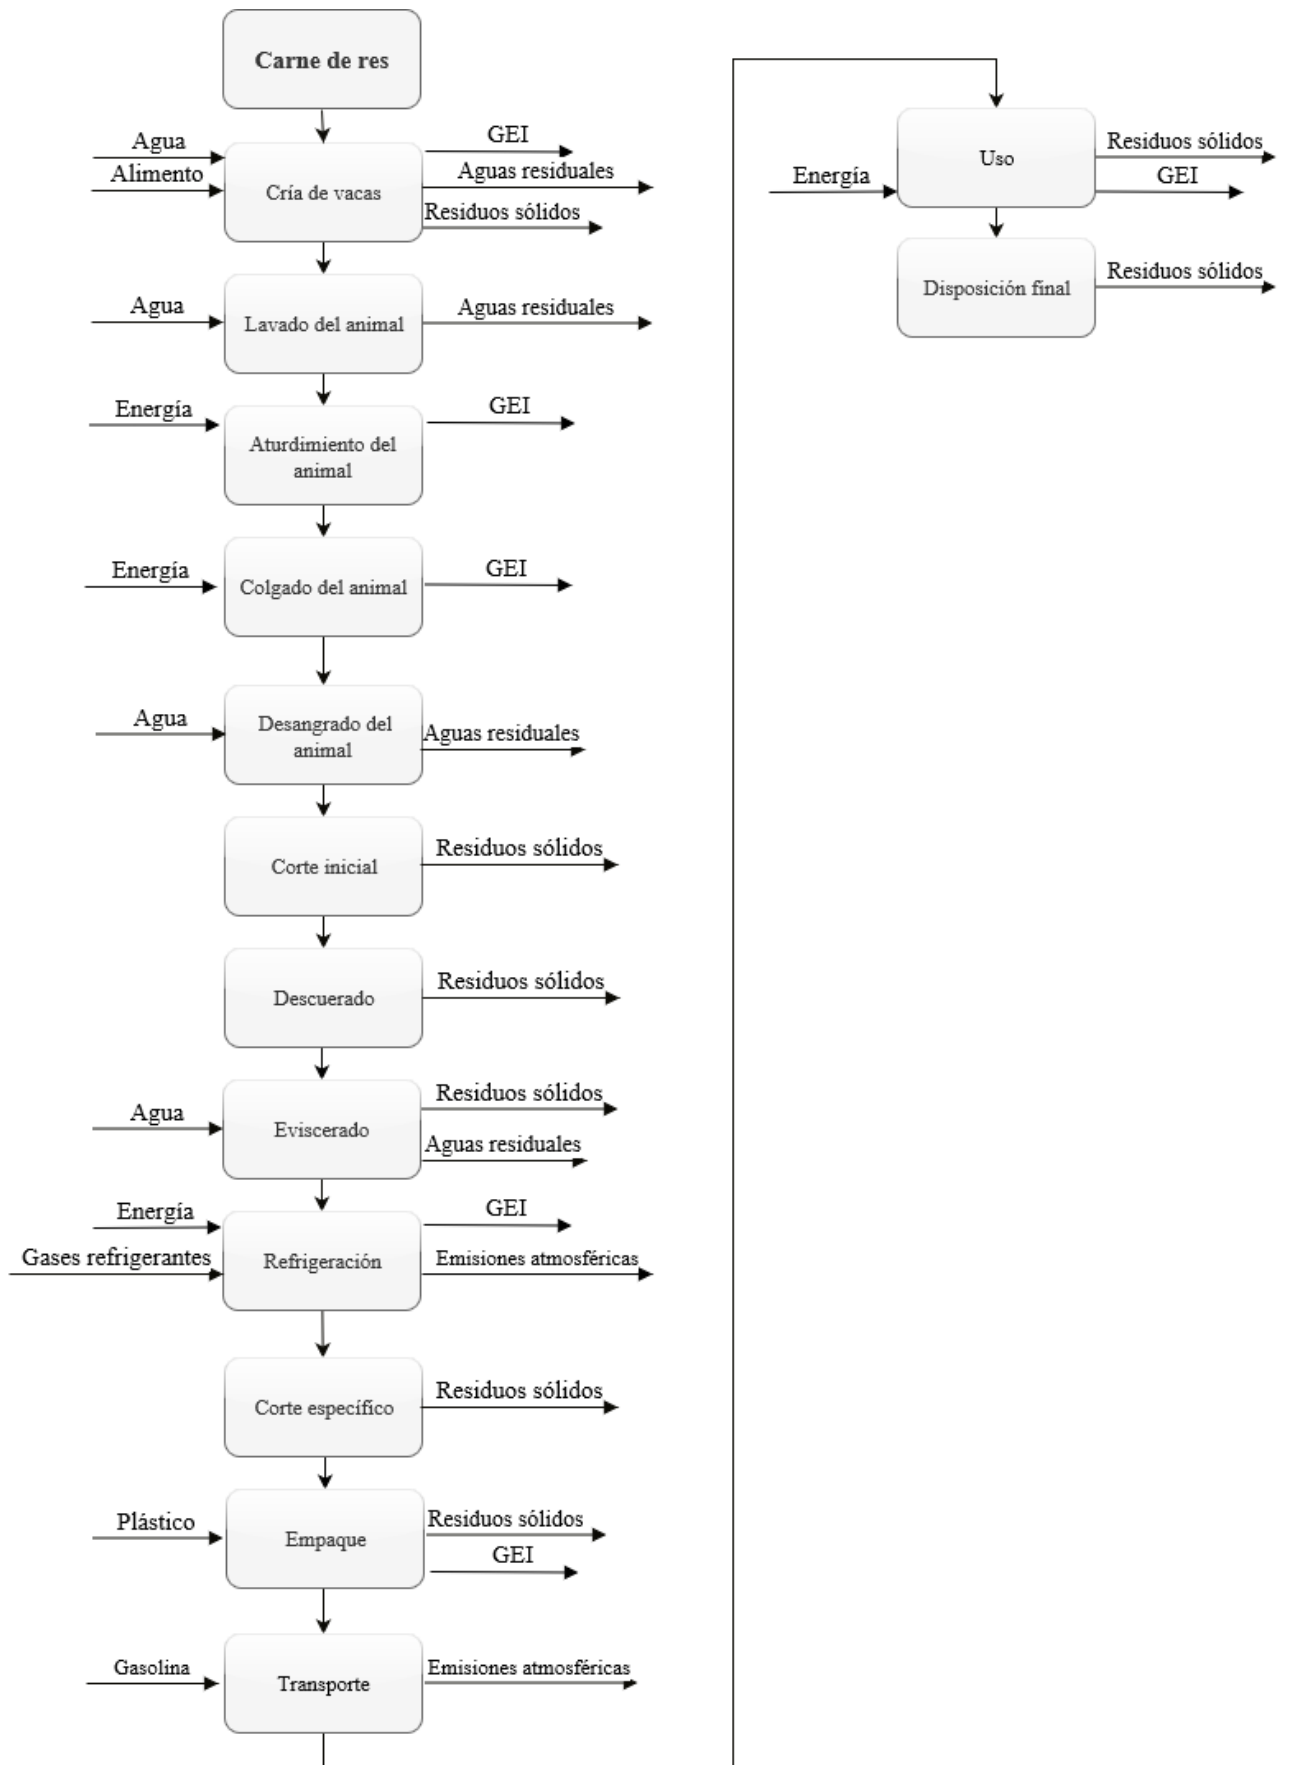 Carne de res
Agua
Alimento
Cría de vacas
GEI
Aguas residuales
Residuos sólidos
Agua
Lavado del animal
Aguas residuales
Energía
Aturdimiento del
animal
GEI
Energía
Colgado del animal
GEI
Agua
Desangrado del
animal
Aguas residuales
Corte inicial
Residuos sólidos
Descuerado
Residuos sólidos
Agua
Eviscerado
Residuos sólidos
Aguas residuales
Energía
Gases refrigerantes
Refrigeración
GEI
Emisiones atmosféricas
Corte específico
Residuos sólidos
Plástico
Empaque
Residuos sólidos
GEI
Gasolina
Transporte
Emisiones atmosféricas
Energía
Uso
Residuos sólidos
GEI
Disposición final
Residuos sólidos